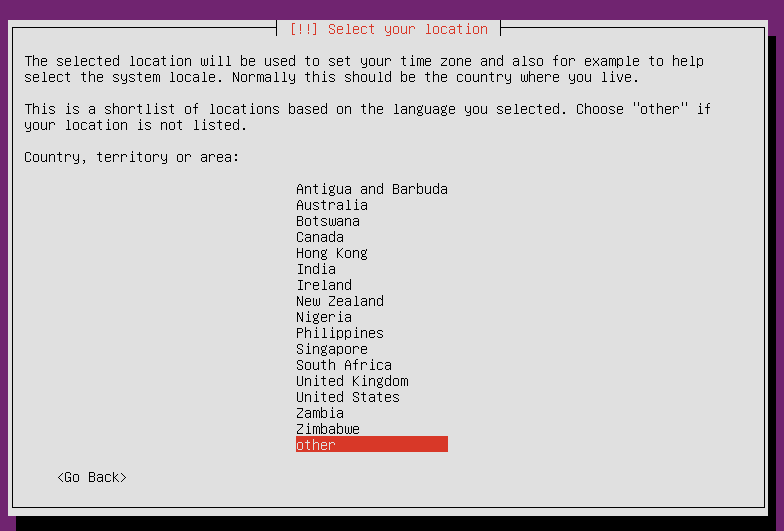 [!!] Select your location
The selected location will be used to set your time zone and also for example to help
select the system locale. Normally this should be the country where you live.
This is a shortlist of locations based on the language you selected. Choose "other" if
your location is not listed.
Country, territory or area:
Antigua and Barbuda
Australia
Botswana
Canada
Hong Kong
India
Ireland
New Zealand
Nigeria
Philippines
Singapore
South Africa
United Kingdom
United States
Zambia
Zimbabwe
other
<Go Back>